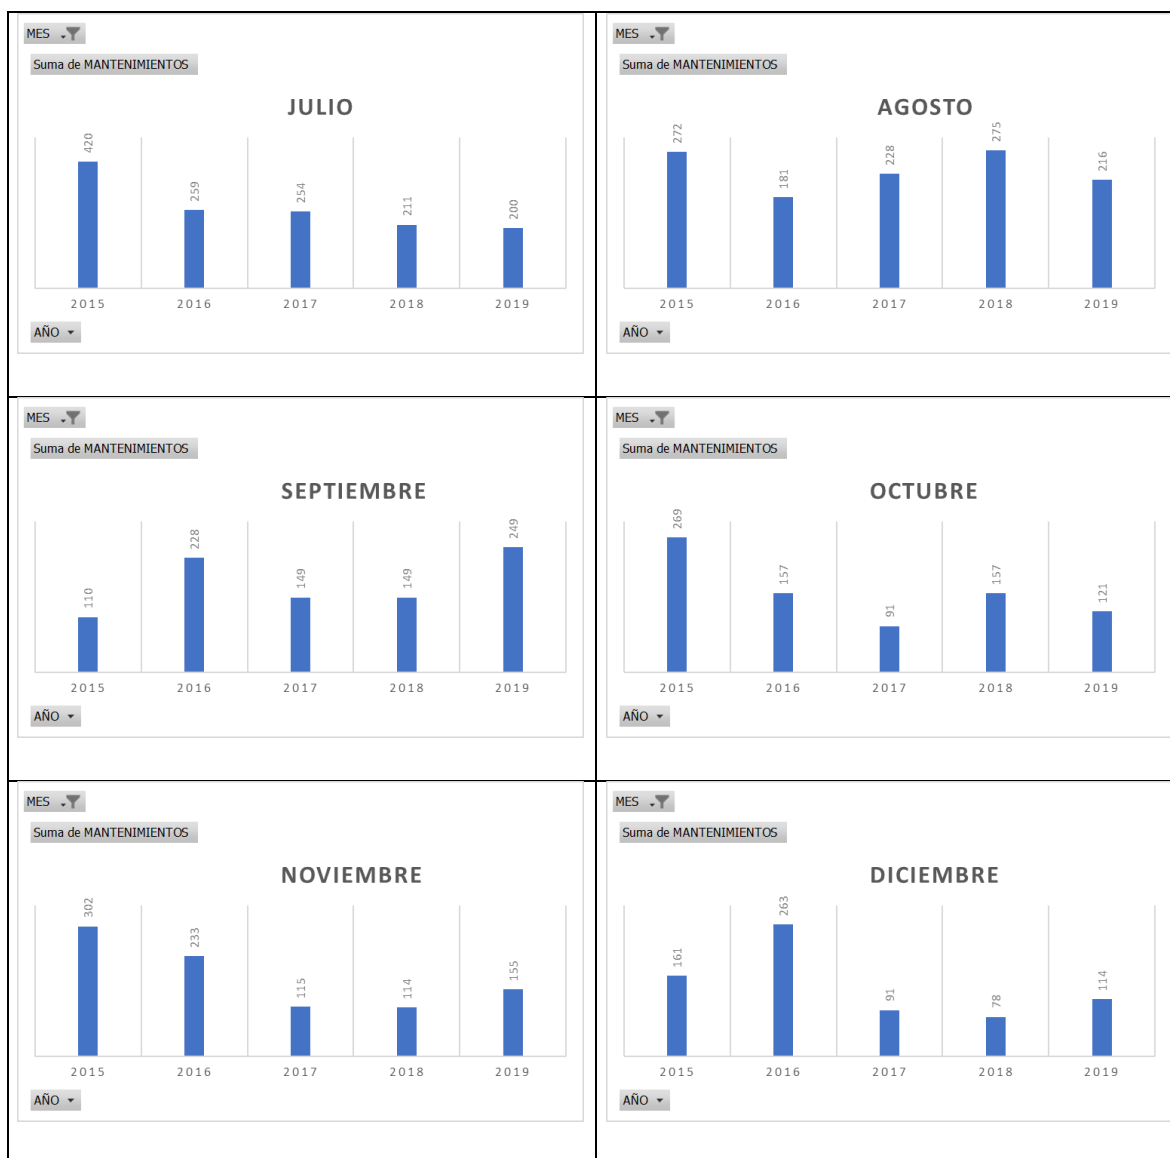 MES
Suma de MANTENIMIENTOS
JULIO
420
259
254
211
200
2015 2016 2017 2018 2019
AÑO
MES
Suma de MANTENIMIENTOS
AGOSTO
272
181
228
275
216
2015 2016 2017 2018 2019
AÑO
MES
Suma de MANTENIMIENTOS
SEPTIEMBRE
110
228
149
149
249
2015 2016 2017 2018 2019
AÑO
MES
Suma de MANTENIMIENTOS
OCTUBRE
269
157
91
157
121
2015 2016 2017 2018 2019
AÑO
MES
Suma de MANTENIMIENTOS
NOVIEMBRE
302
233
115
114
155
2015 2016 2017 2018 2019
AÑO
MES
Suma de MANTENIMIENTOS
DICIEMBRE
161
263
91
78
114
2015 2016 2017 2018 2019
AÑO